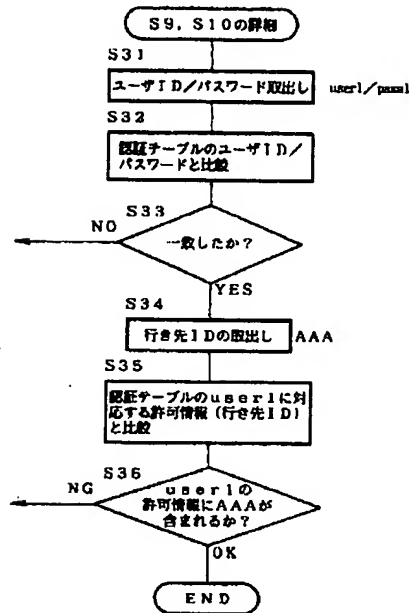 S9，S10の詳細
S31
ユーザID/パスワード取出し
user1/pass1
S32
認証テーブルのユーザID/
パスワードと比較
S33
NO
一致したか？
YES
S34
行き先IDの取出し
AAA
S35
認証テーブルのuser1に対
応する許可情報（行き先ID）
と比較
S36
NG
user1の
許可情報にAAAが
含まれるか？
OK
END